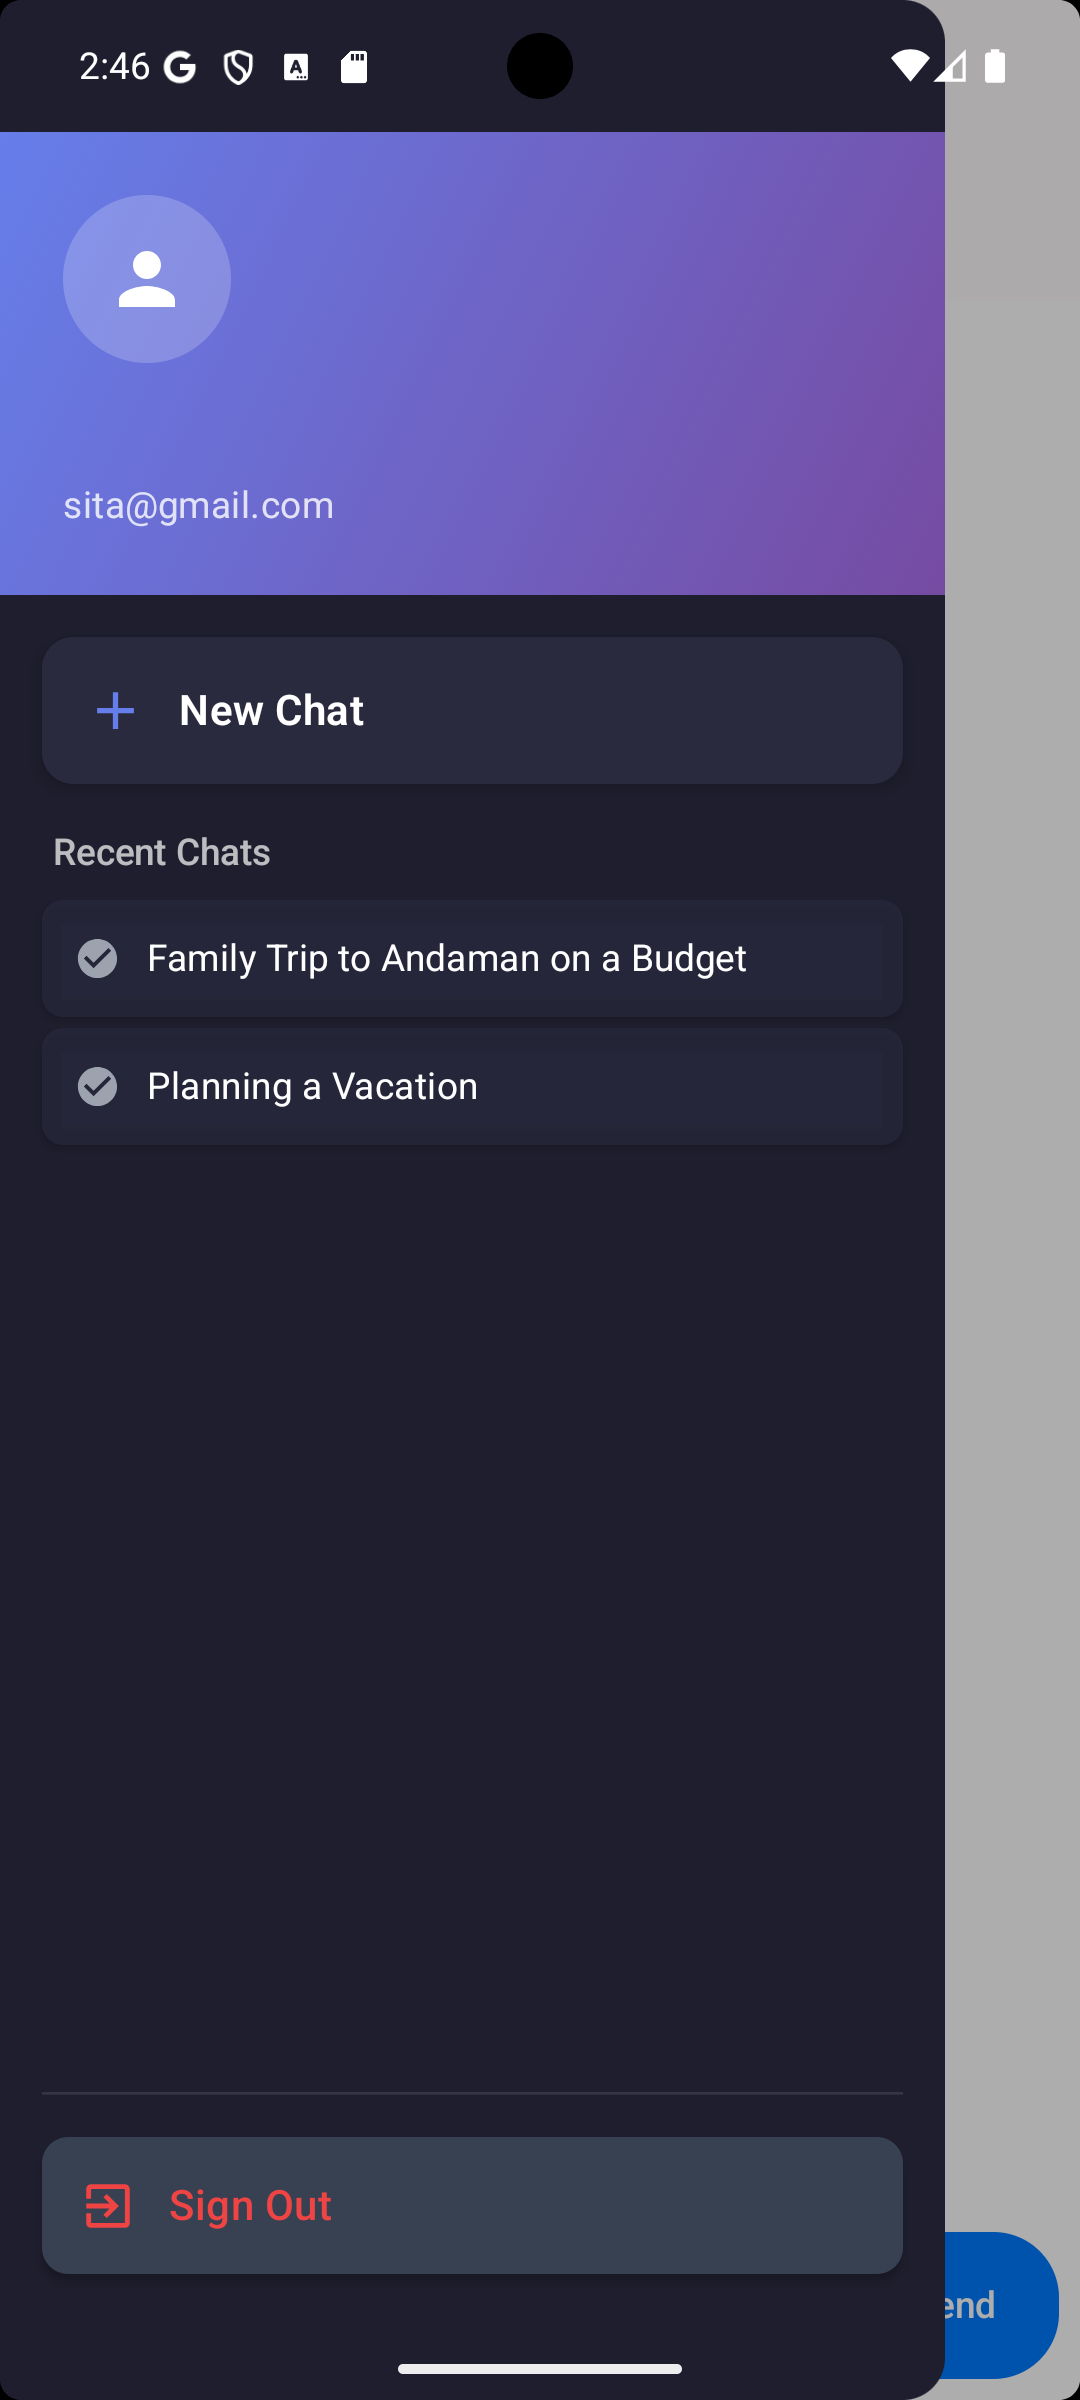 2:46
sita@gmail.com
New Chat
Recent Chats
Family Trip to Andaman on a Budget
Planning a Vacation
Sign Out
end